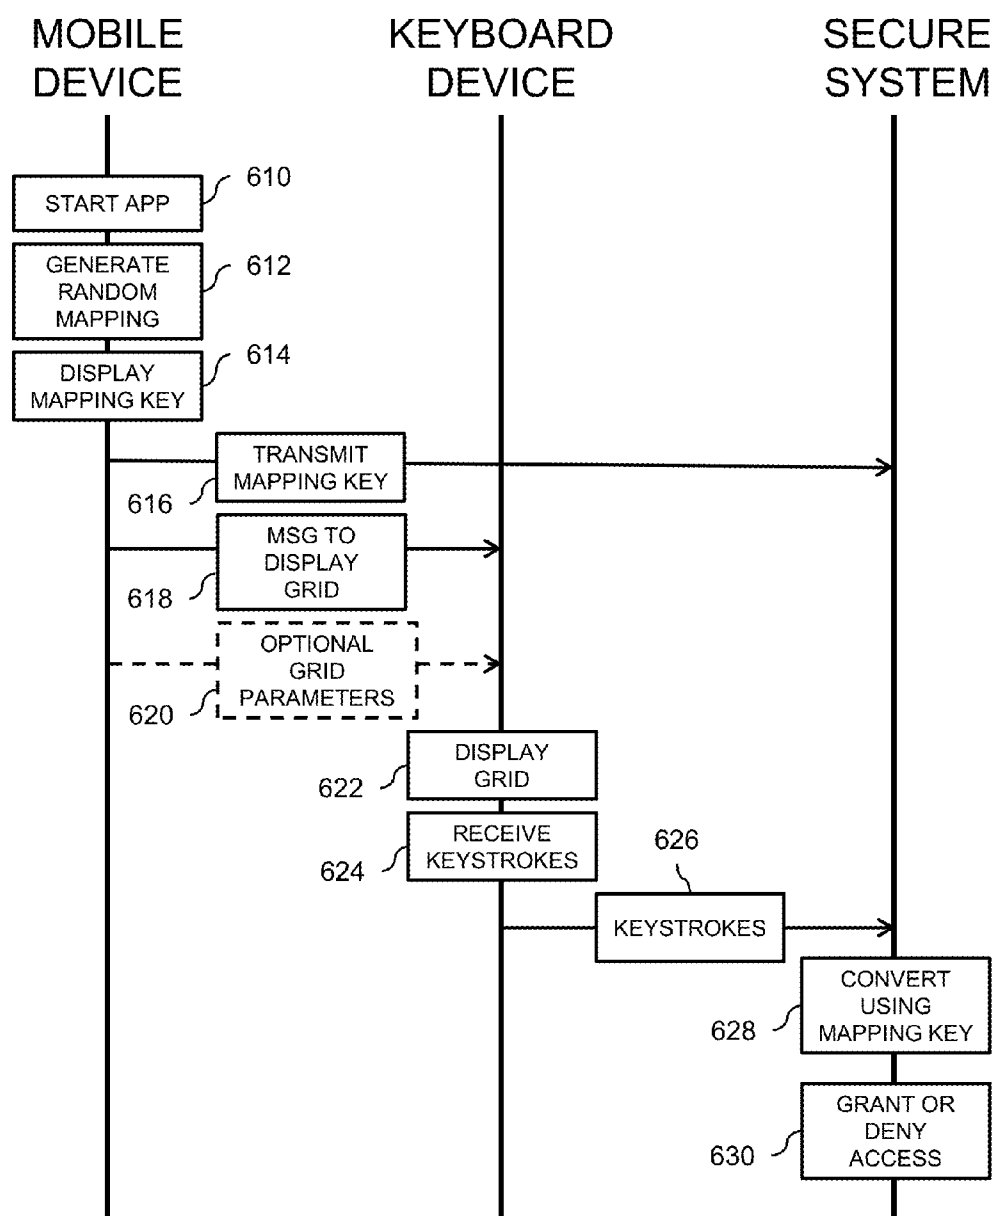 MOBILE
DEVICE
KEYBOARD
DEVICE
SECURE
SYSTEM
START APP
610
GENERATE
RANDOM
MAPPING
612
DISPLAY
MAPPING KEY
614
TRANSMIT
MAPPING KEY
616
MSG TO
DISPLAY
GRID
618
OPTIONAL
GRID
PARAMETERS
620
DISPLAY
GRID
622
RECEIVE
KEYSTROKES
624
626
KEYSTROKES
CONVERT
USING
MAPPING KEY
628
GRANT OR
DENY
ACCESS
630